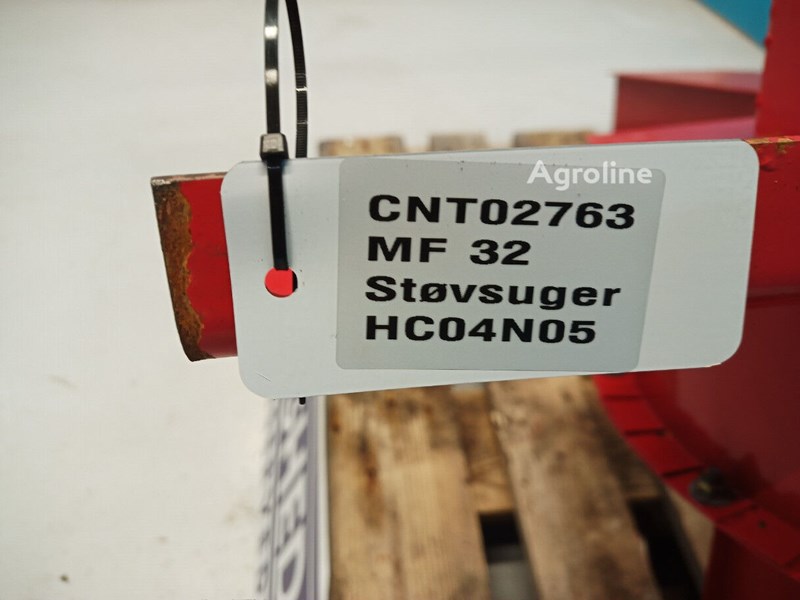 Agroline
CNT02763
MF 32
Støvsuger
HC04N05